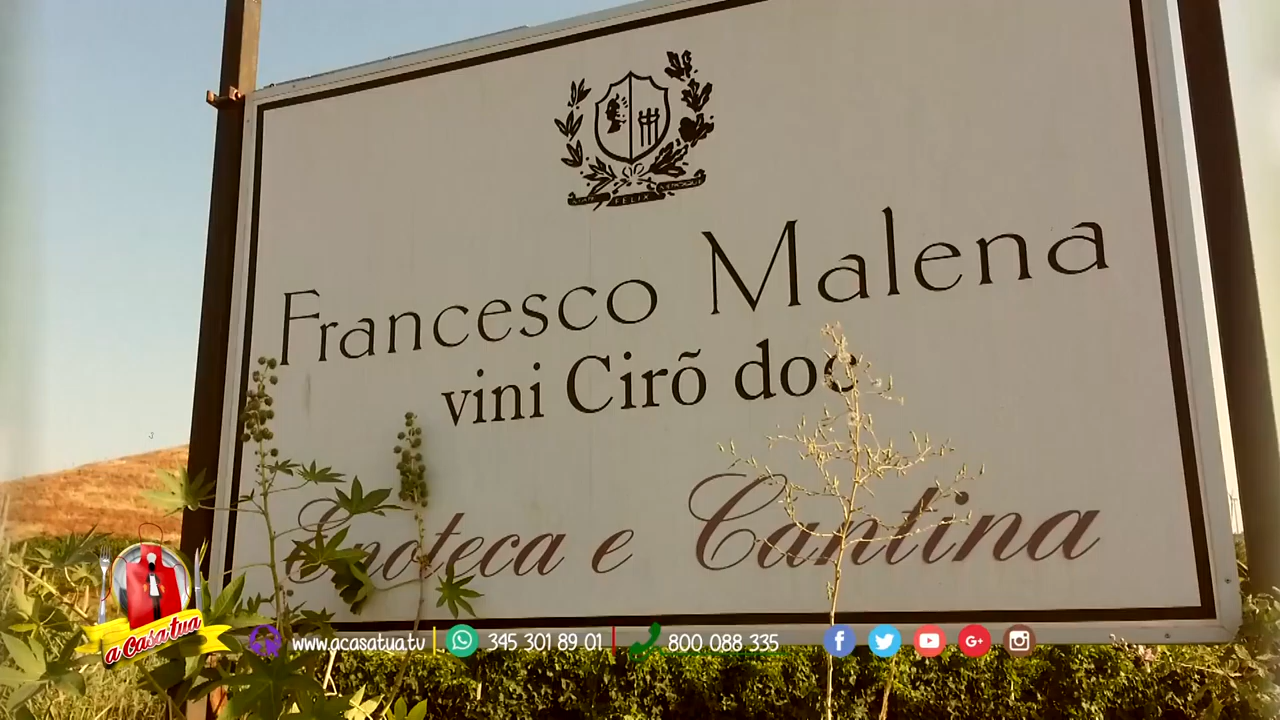 FELIX
Francesco Malena
vini Cirõ doc
Enoteca e Cantina
a Casa tua
www.acasatua.tv
345 301 89 01
800 088 335